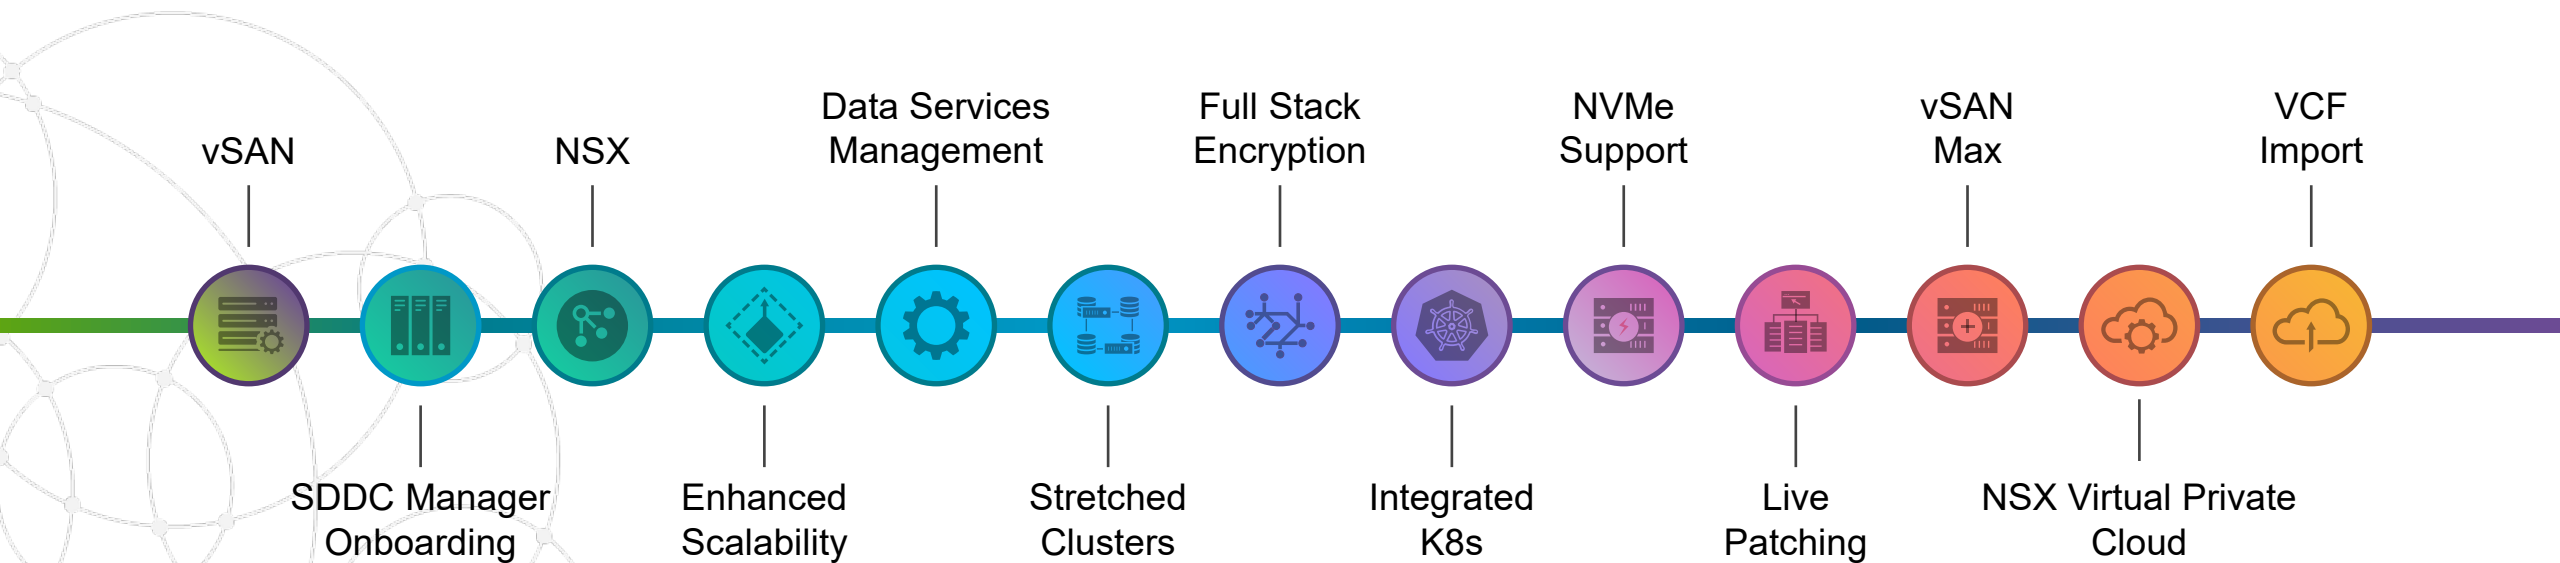 vSAN
SDDC Manager
Onboarding
NSX
Enhanced
Scalability
Data Services
Management
Stretched
Clusters
Full Stack
Encryption
Integrated
K8s
NVMe
Support
Live
Patching
vSAN
Max
NSX Virtual Private
Cloud
VCF
Import